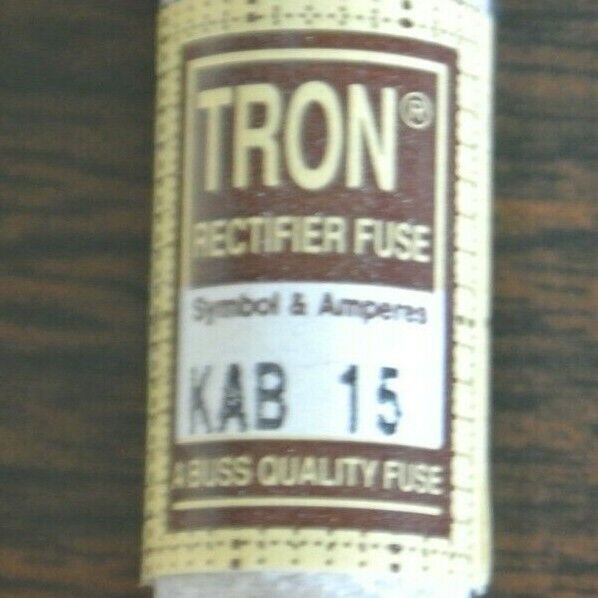 TRON®
RECTIFIER FUSE
Symbol & Amperes
KAB 15
A BUSS QUALITY FUSE